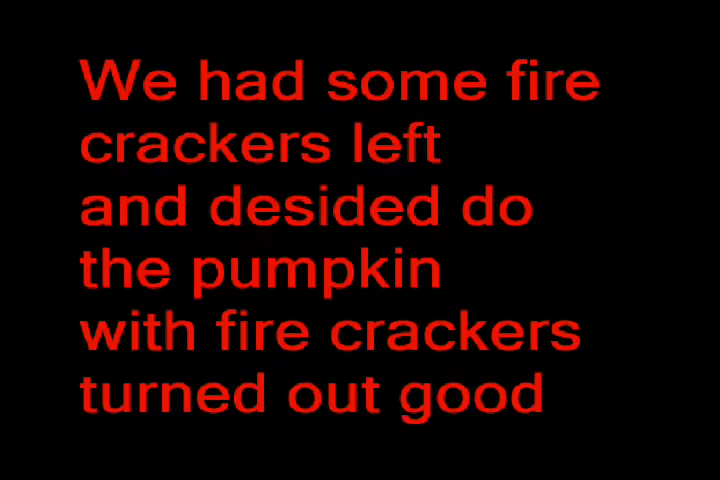 We had some fire
crackers left
and desided do
the pumpkin
with fire crackers
turned out good